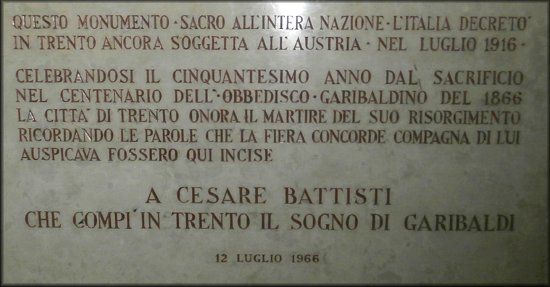 QUESTO MONUMENTO·SACRO ALL'INTERA NAZIONE·L'ITALIA DECRETO'
IN TRENTO ANCORA SOGGETTA ALL'AUSTRIA · NEL LUGLIO 1916·
CELEBRANDOSI IL CINQUANTESIMO ANNO DAL SACRIFICIO
NEL CENTENARIO DELL'·OBBEDISCO·GARIBALDINO DEL 1866
LA CITTA' DI TRENTO ONORA IL MARTIRE DEL SUO RISORGIMENTO
RICORDANDO LE PAROLE CHE LA FIERA CONCORDE COMPAGNA DI LUI
AUSPICAVA FOSSERO QUI INCISE
A CESARE BATTISTI
CHE COMPI' IN TRENTO IL SOGNO DI GARIBALDI
12 LUGLIO 1966